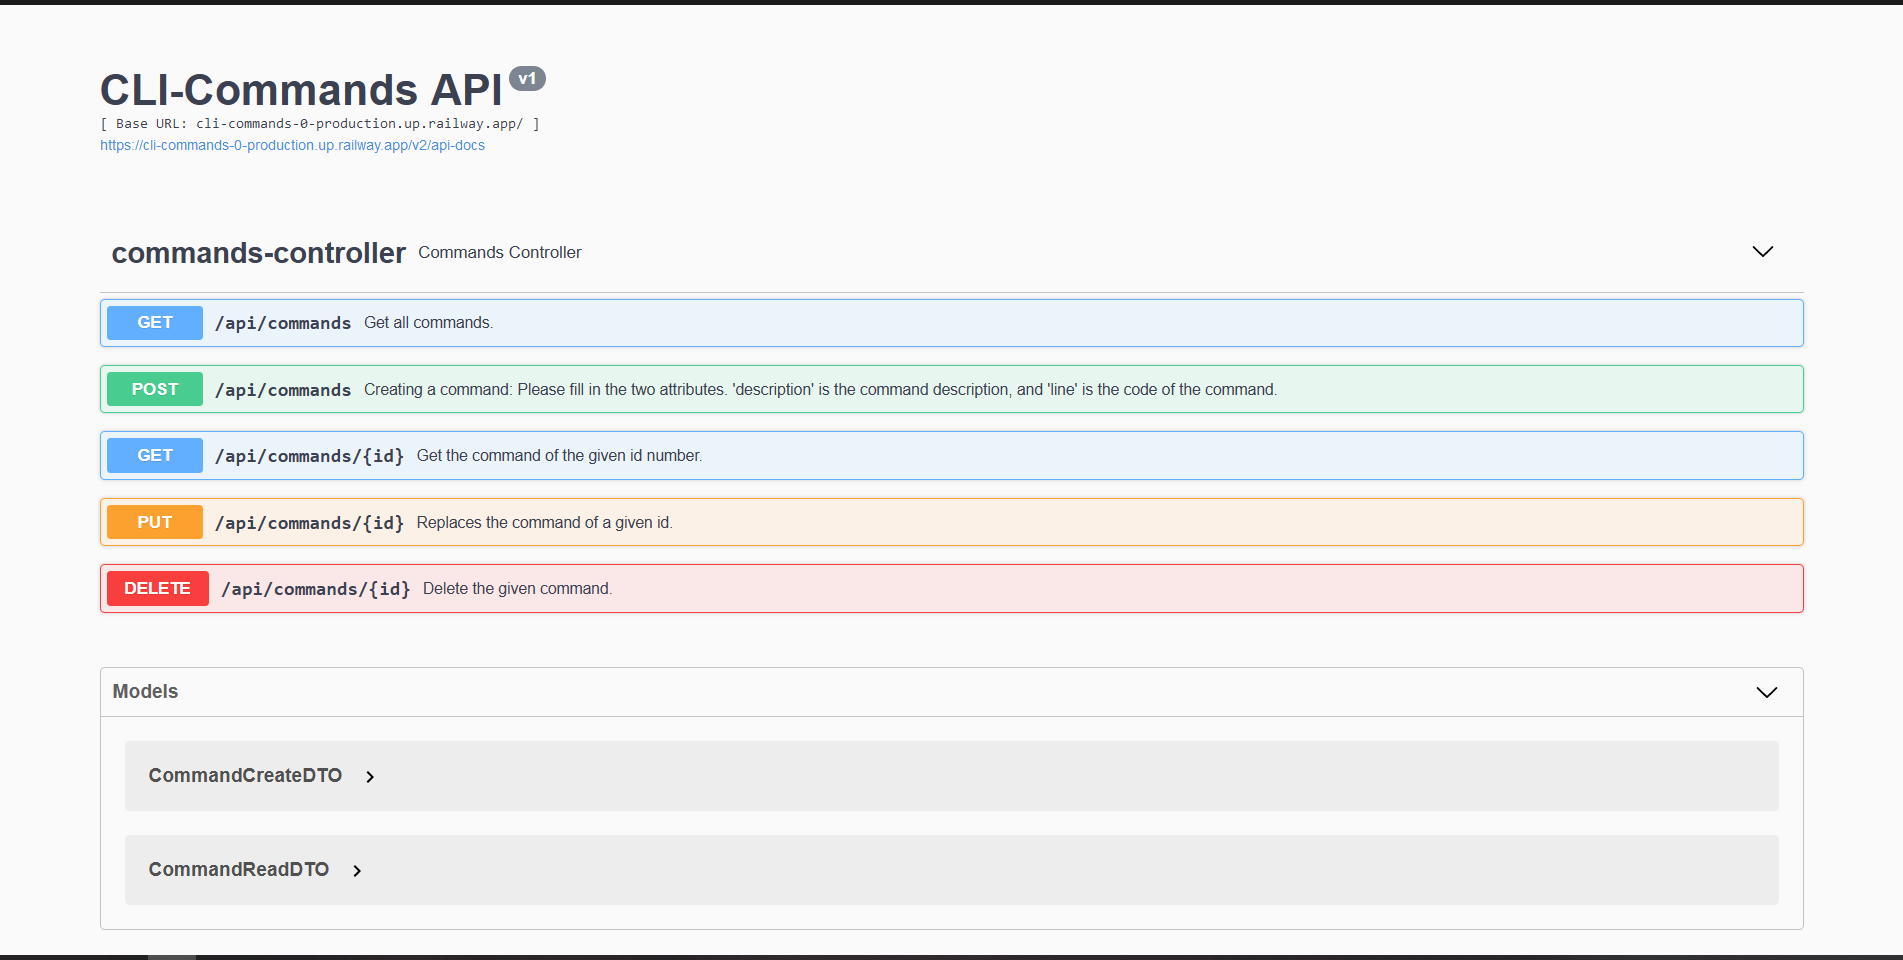 CLI-Commands API v1
[ Base URL: cli-commands-0-production.up.railway.app/ ]
https://cli-commands-0-production.up.railway.app/v2/api-docs
commands-controller Commands Controller
GET /api/commands Get all commands.
POST /api/commands Creating a command: Please fill in the two attributes. 'description' is the command description, and 'line' is the code of the command.
GET /api/commands/{id} Get the command of the given id number.
PUT /api/commands/{id} Replaces the command of a given id.
DELETE /api/commands/{id} Delete the given command.
Models
CommandCreateDTO
CommandReadDTO